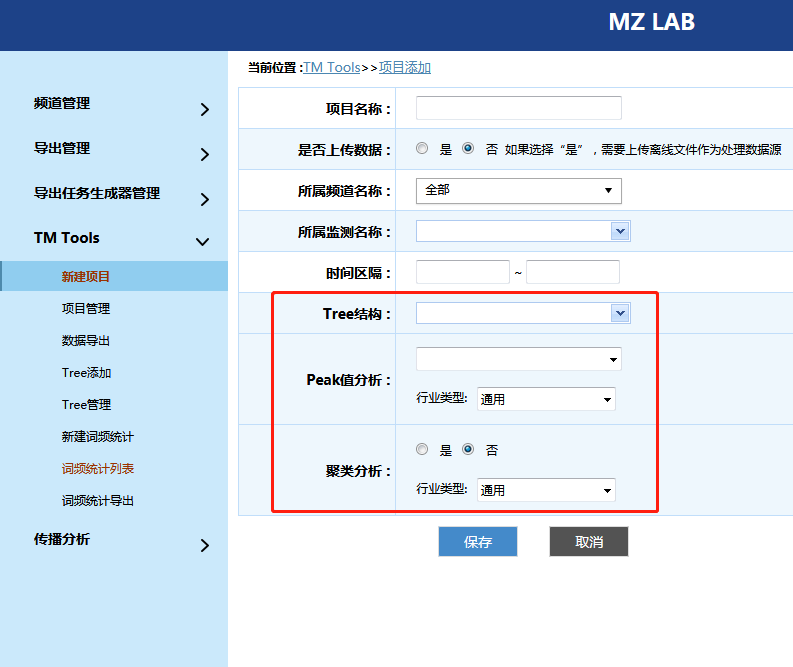 MZ LAB
当前位置 :TM Tools>>项目添加
频道管理
导出管理
导出任务生成器管理
TM Tools
新建项目
项目管理
数据导出
Tree添加
Tree管理
新建词频统计
词频统计列表
词频统计导出
传播分析
项目名称：
是否上传数据： 是 否 如果选择“是”，需要上传离线文件作为处理数据源
所属频道名称： 全部
所属监测名称：
时间区隔： ~
Tree结构：
Peak值分析：
行业类型: 通用
聚类分析： 是 否
行业类型: 通用
保存 取消